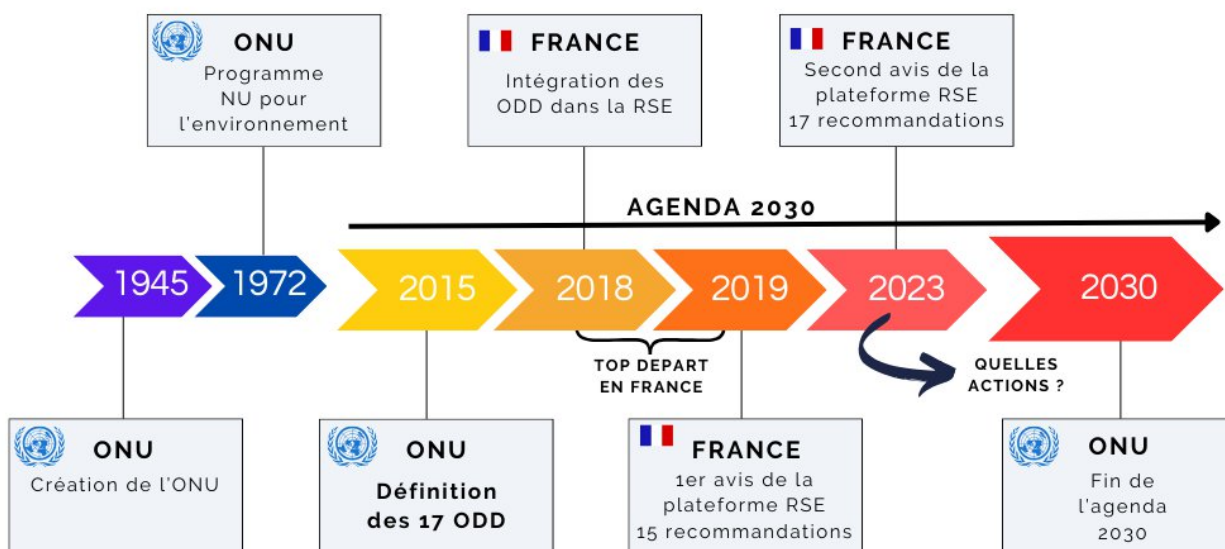 ONU
Programme
NU pour
l'environnement
FRANCE
Intégration des
ODD dans la RSE
FRANCE
Second avis de la
plateforme RSE
17 recommandations
AGENDA 2030
1945
1972
2015
2018
2019
2023
2030
TOP DEPART
EN FRANCE
QUELLES
ACTIONS ?
ONU
Création de l'ONU
ONU
Définition
des 17 ODD
FRANCE
1er avis de la
plateforme RSE
15 recommandations
ONU
Fin de
l'agenda
2030